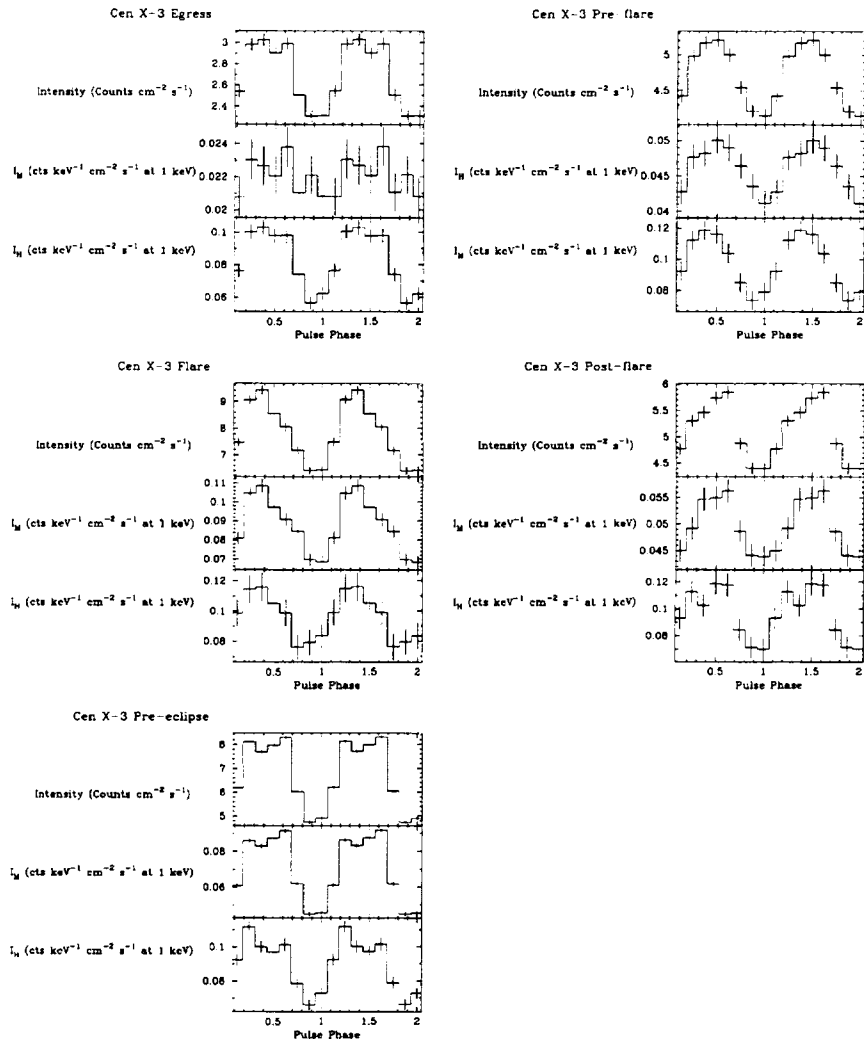 Cen X-3 Egress
Intensity (Counts cm⁻² s⁻¹)
3
2.8
2.6
2.4
I_M (cts keV⁻¹ cm⁻² s⁻¹ at 1 keV)
0.024
0.022
0.02
I_H (cts keV⁻¹ cm⁻² s⁻¹ at 1 keV)
0.1
0.08
0.06
0.5 1 1.5 2
Pulse Phase
Cen X-3 Pre-flare
Intensity (Counts cm⁻² s⁻¹)
5
4.5
I_H (cts keV⁻¹ cm⁻² s⁻¹ at 1 keV)
0.05
0.045
0.04
I_M (cts keV⁻¹ cm⁻² s⁻¹ at 1 keV)
0.12
0.1
0.08
0.5 1 1.5 2
Pulse Phase
Cen X-3 Flare
Intensity (Counts cm⁻² s⁻¹)
9
8
7
I_M (cts keV⁻¹ cm⁻² s⁻¹ at 1 keV)
0.11
0.1
0.09
0.08
0.07
I_H (cts keV⁻¹ cm⁻² s⁻¹ at 1 keV)
0.12
0.1
0.08
0.5 1 1.5 2
Pulse Phase
Cen X-3 Post-flare
Intensity (Counts cm⁻² s⁻¹)
6
5.5
5
4.5
I_M (cts keV⁻¹ cm⁻² s⁻¹ at 1 keV)
0.055
0.05
0.045
I_H (cts keV⁻¹ cm⁻² s⁻¹ at 1 keV)
0.12
0.1
0.08
0.5 1 1.5 2
Pulse Phase
Cen X-3 Pre-eclipse
Intensity (Counts cm⁻² s⁻¹)
8
7
6
5
I_M (cts keV⁻¹ cm⁻² s⁻¹ at 1 keV)
0.08
0.06
I_H (cts keV⁻¹ cm⁻² s⁻¹ at 1 keV)
0.1
0.08
0.5 1 1.5 2
Pulse Phase